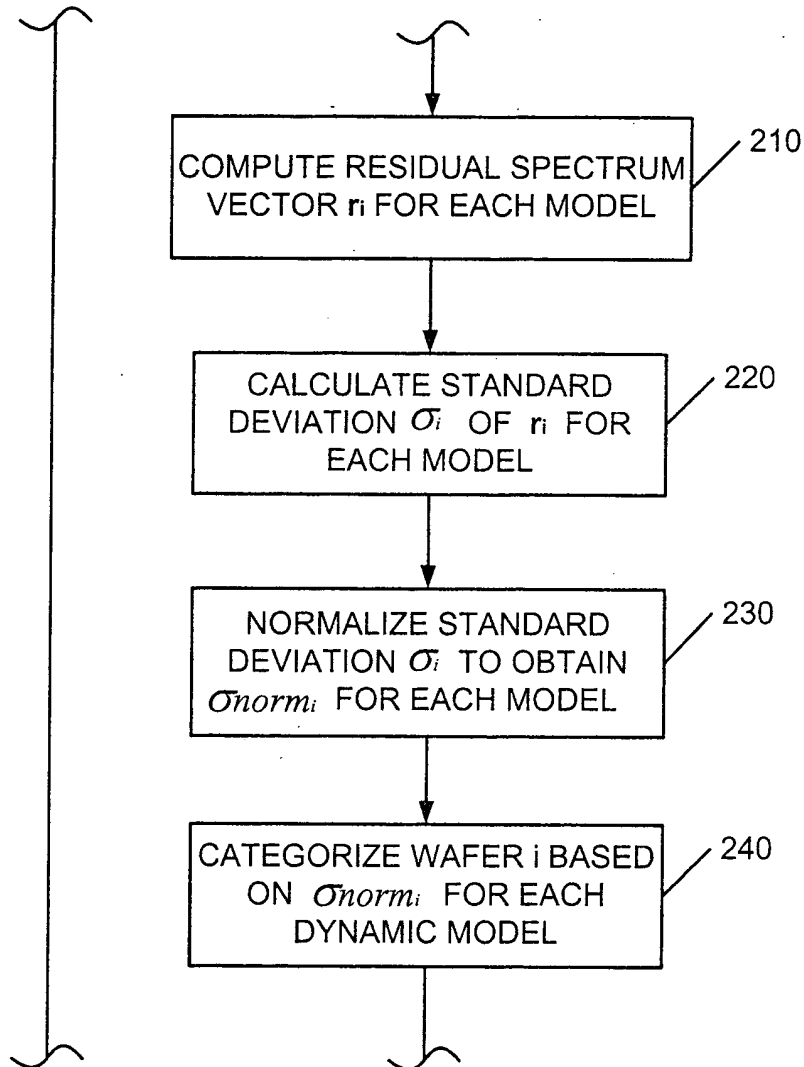 COMPUTE RESIDUAL SPECTRUM
VECTOR ri FOR EACH MODEL
210
CALCULATE STANDARD
DEVIATION σi OF ri FOR
EACH MODEL
220
NORMALIZE STANDARD
DEVIATION σi TO OBTAIN
σnormi FOR EACH MODEL
230
CATEGORIZE WAFER i BASED
ON σnormi FOR EACH
DYNAMIC MODEL
240